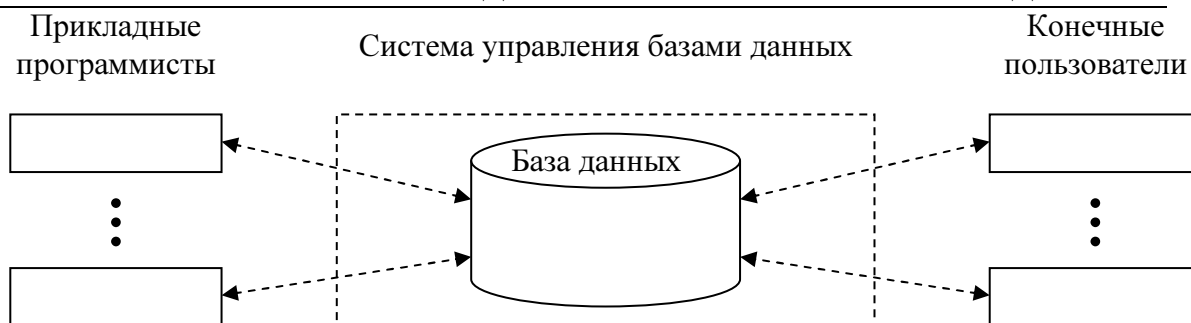 Прикладные
программисты
Система управления базами данных
Конечные
пользователи
База данных